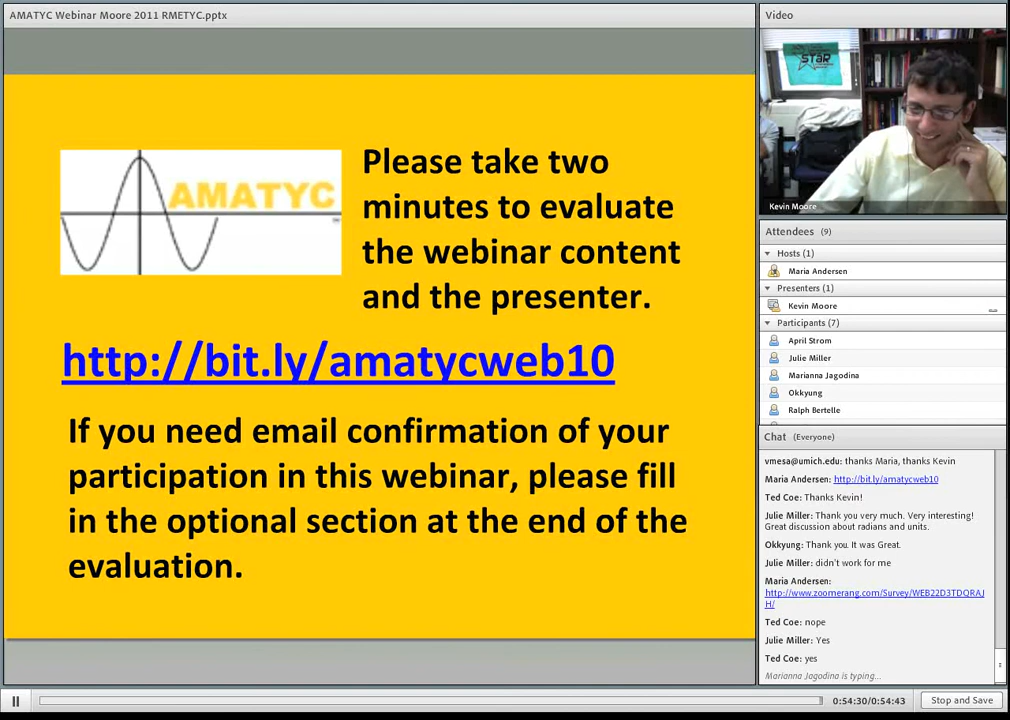 AMATYC Webinar Moore 2011 RMETYC.pptx
AMATYC
Please take two
minutes to evaluate
the webinar content
and the presenter.
http://bit.ly/amatycweb10
If you need email confirmation of your
participation in this webinar, please fill
in the optional section at the end of the
evaluation.
Video
STaR
Kevin Moore
Attendees (9)
Hosts (1)
Maria Andersen
Presenters (1)
Kevin Moore
Participants (7)
April Strom
Julie Miller
Marianna Jagodina
Okkyung
Ralph Bertelle
Chat (Everyone)
vmesa@umich.edu: thanks Maria, thanks Kevin
Maria Andersen: http://bit.ly/amatycweb10
Ted Coe: Thanks Kevin!
Julie Miller: Thank you very much. Very interesting!
Great discussion about radians and units.
Okkyung: Thank you. It was Great.
Julie Miller: didn't work for me
Maria Andersen:
http://www.zoomerang.com/Survey/WEB22D3TDQRAJ
H/
Ted Coe: nope
Julie Miller: Yes
Ted Coe: yes
Marianna Jagodina is typing...
0:54:30/0:54:43
Stop and Save